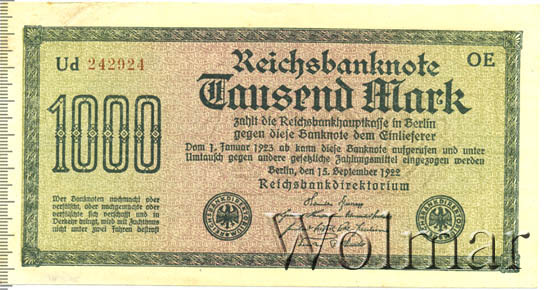 Ud 242924
Reichsbanknote
OE
1000
Tausend Mark
zahlt die Reichsbankhauptkasse in Berlin
gegen diese Banknote dem Einlieferer
Vom 1. Januar 1923 ab kann diese Banknote aufgerufen und unter
Umtausch gegen andere gesetzliche Zahlungsmittel eingezogen werden
Berlin, den 15. September 1922
Reichsbankdirektorium
Wer Banknoten nachmacht oder
verfälscht, oder nachgemachte oder
verfälschte sich verschafft und in
Verkehr bringt, wird mit Zuchthaus
nicht unter zwei Jahren bestraft
Wolmar